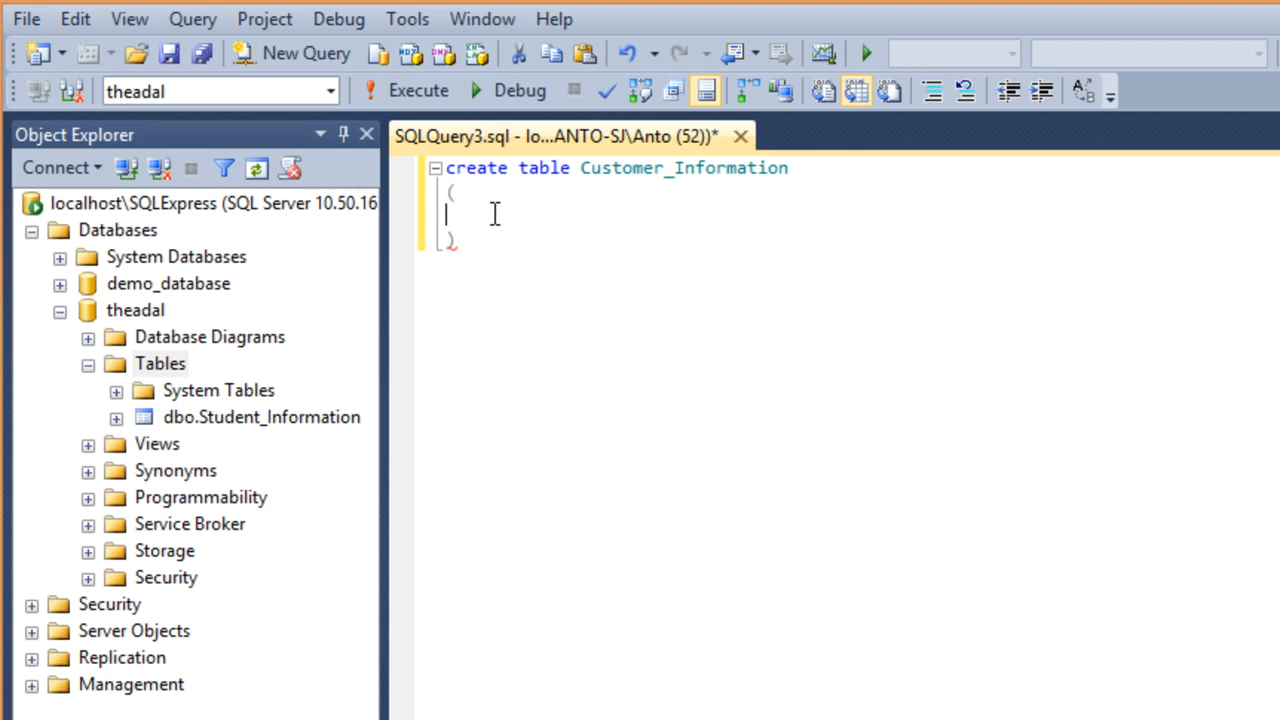 File Edit View Query Project Debug Tools Window Help
New Query
theadal Execute Debug
Object Explorer
SQLQuery3.sql - lo...ANTO-SJ\Anto (52))*
Connect
localhost\SQLExpress (SQL Server 10.50.16
Databases
System Databases
demo_database
theadal
Database Diagrams
Tables
System Tables
dbo.Student_Information
Views
Synonyms
Programmability
Service Broker
Storage
Security
Security
Server Objects
Replication
Management
create table Customer_Information
(
)